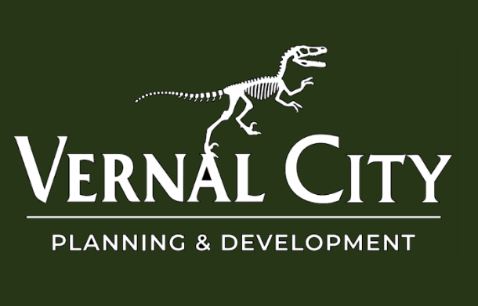 VERNAL CITY
PLANNING & DEVELOPMENT